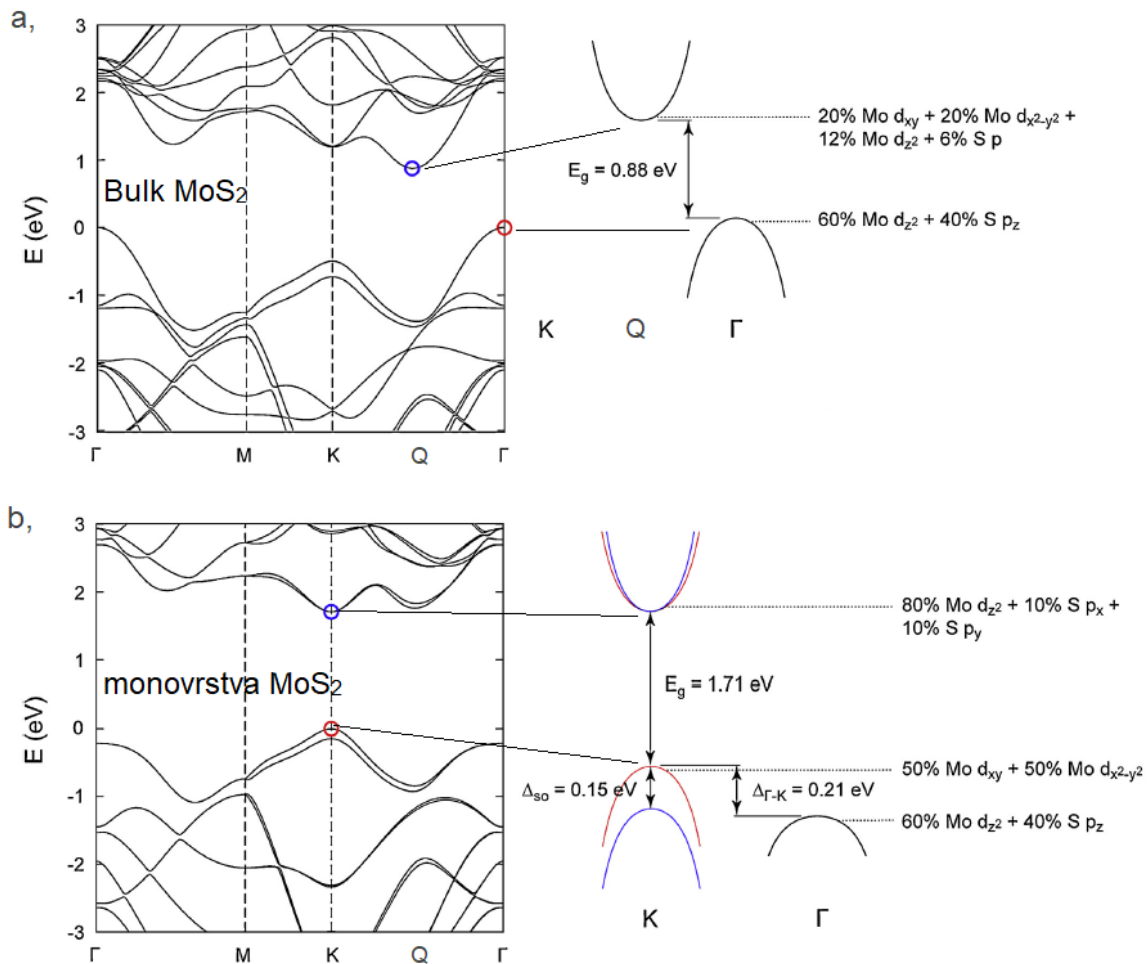 a,
3
2
1
0
-1
-2
-3
E (eV)
Bulk MoS₂
Γ M K Q Γ
20% Mo dxy + 20% Mo dx²-y² +
12% Mo dz² + 6% S p
Eg = 0.88 eV
60% Mo dz² + 40% S pz
K Q Γ
b,
3
2
1
0
-1
-2
-3
E (eV)
monovrstva MoS₂
Γ M K Q Γ
80% Mo dz² + 10% S px +
10% S py
Eg = 1.71 eV
50% Mo dxy + 50% Mo dx²-y²
Δso = 0.15 eV
ΔΓ-K = 0.21 eV
60% Mo dz² + 40% S pz
K Γ